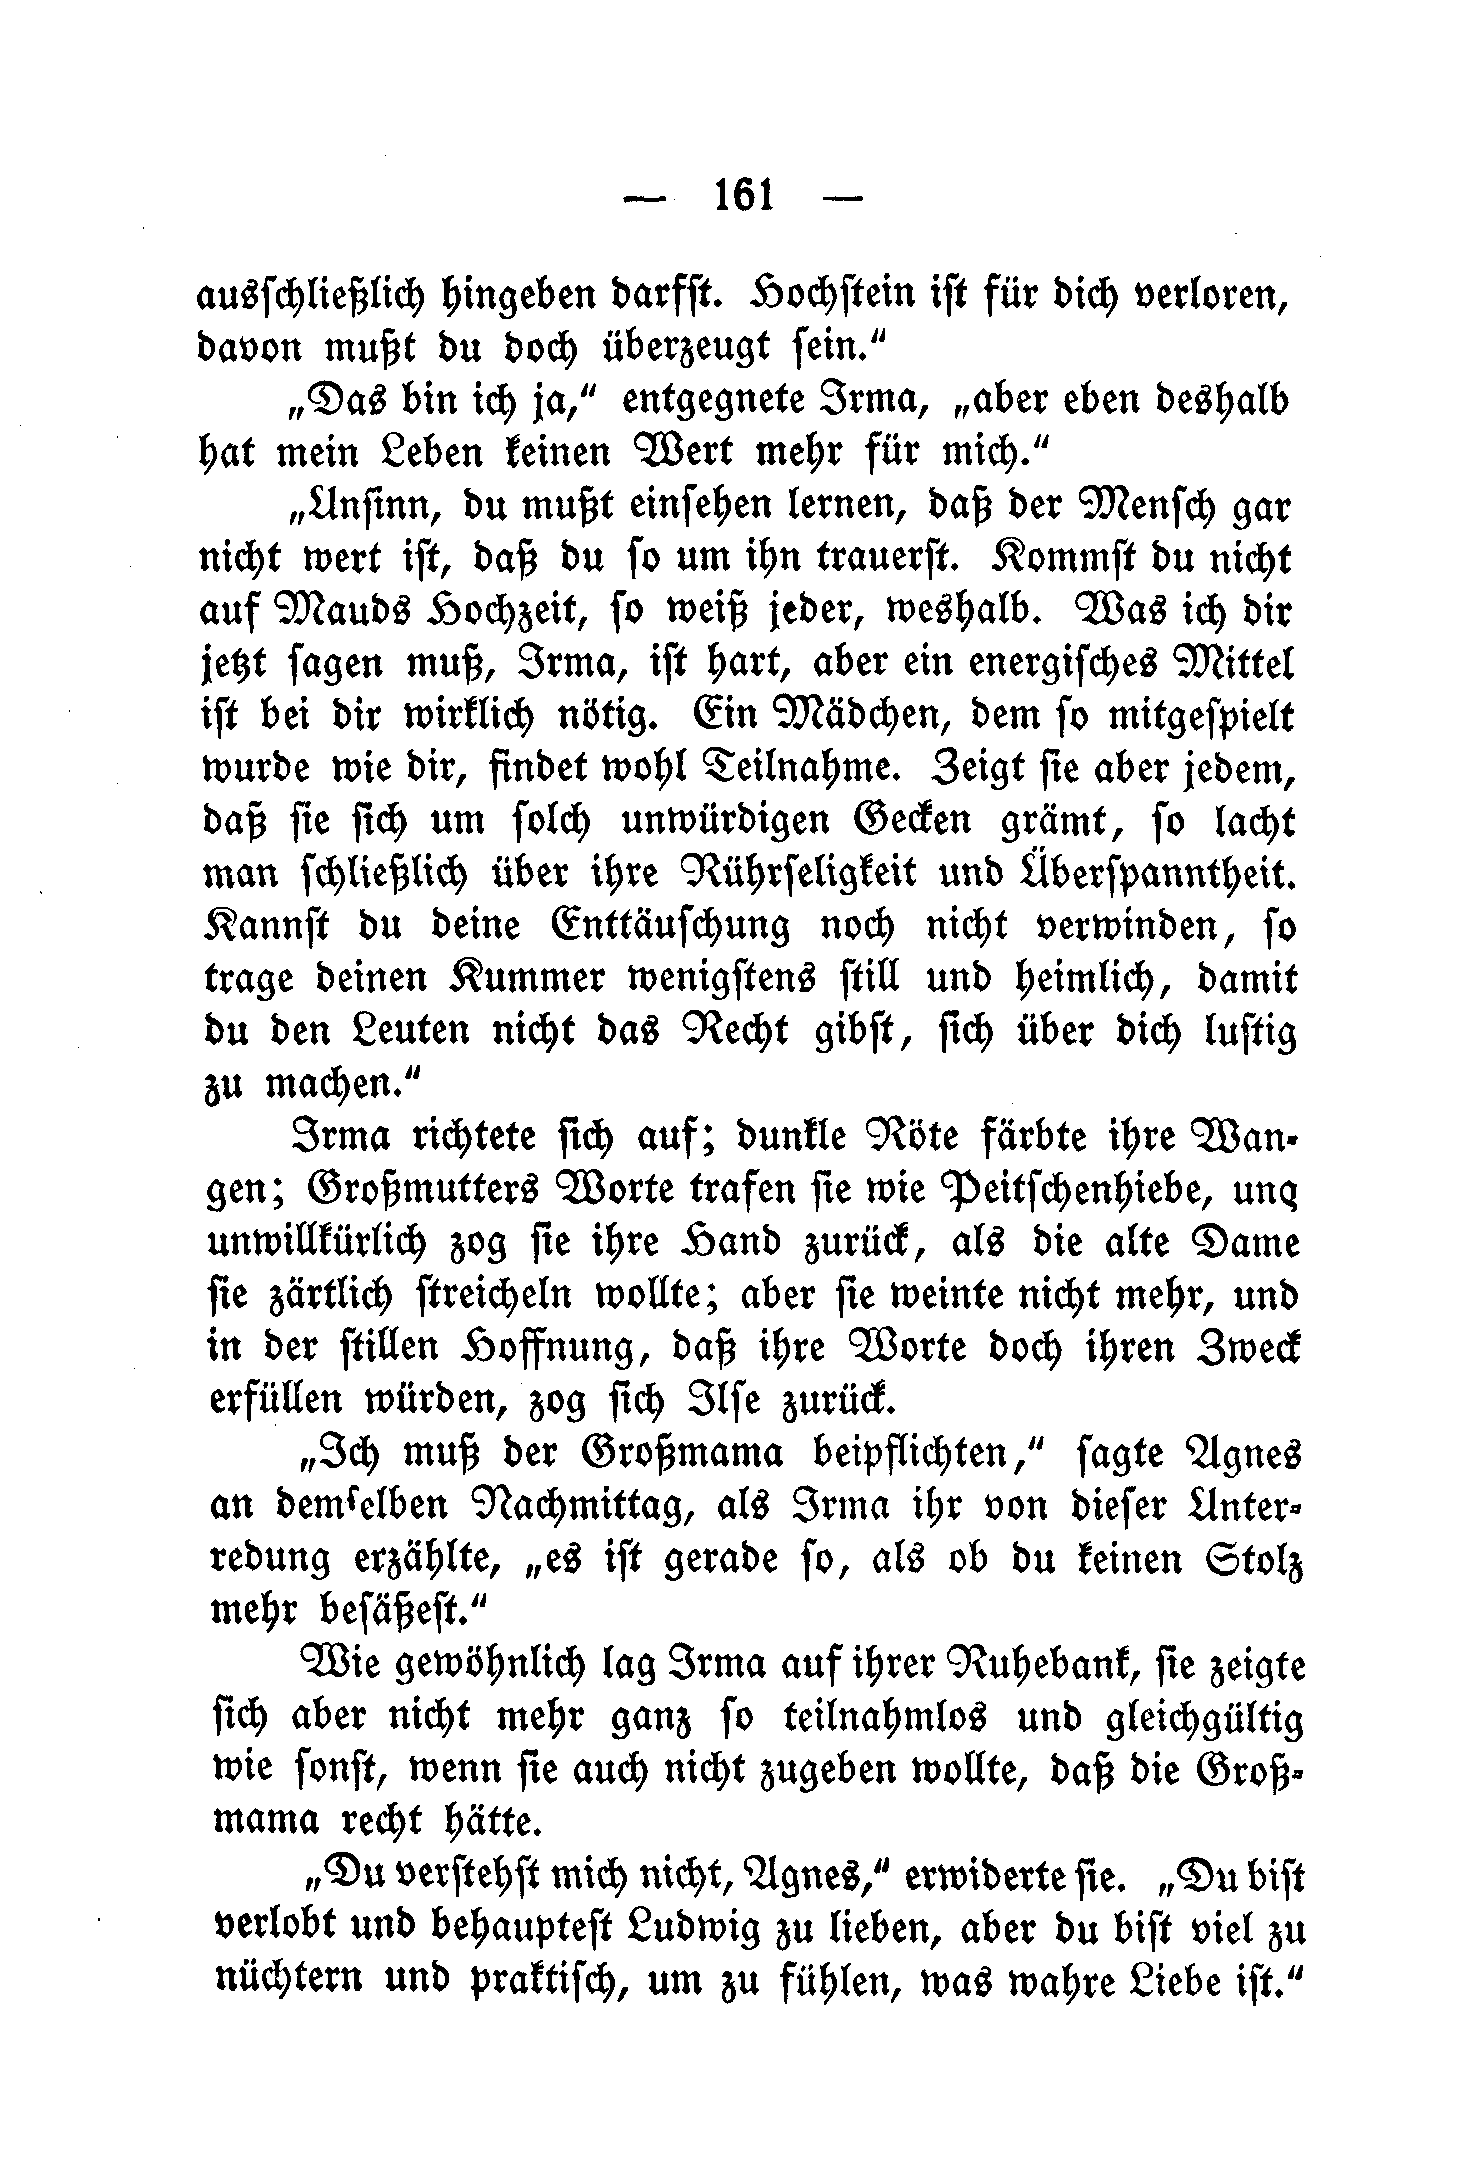 — 161 —
ausschließlich hingeben darfst. Hochstein ist für dich verloren,
davon mußt du doch überzeugt sein.“
„Das bin ich ja,“ entgegnete Irma, „aber eben deshalb
hat mein Leben keinen Wert mehr für mich.“
„Unsinn, du mußt einsehen lernen, daß der Mensch gar
nicht wert ist, daß du so um ihn trauerst. Kommst du nicht
auf Mauds Hochzeit, so weiß jeder, weshalb. Was ich dir
jetzt sagen muß, Irma, ist hart, aber ein energisches Mittel
ist bei dir wirklich nötig. Ein Mädchen, dem so mitgespielt
wurde wie dir, findet wohl Teilnahme. Zeigt sie aber jedem,
daß sie sich um solch unwürdigen Gecken grämt, so lacht
man schließlich über ihre Rührseligkeit und Überspanntheit.
Kannst du deine Enttäuschung noch nicht verwinden, so
trage deinen Kummer wenigstens still und heimlich, damit
du den Leuten nicht das Recht gibst, sich über dich lustig
zu machen.“
Irma richtete sich auf; dunkle Röte färbte ihre Wan-
gen; Großmutters Worte trafen sie wie Peitschenhiebe, und
unwillkürlich zog sie ihre Hand zurück, als die alte Dame
sie zärtlich streicheln wollte; aber sie weinte nicht mehr, und
in der stillen Hoffnung, daß ihre Worte doch ihren Zweck
erfüllen würden, zog sich Ilse zurück.
„Ich muß der Großmama beipflichten,“ sagte Agnes
an demselben Nachmittag, als Irma ihr von dieser Unter-
redung erzählte, „es ist gerade so, als ob du keinen Stolz
mehr besäßest.“
Wie gewöhnlich lag Irma auf ihrer Ruhebank, sie zeigte
sich aber nicht mehr ganz so teilnahmlos und gleichgültig
wie sonst, wenn sie auch nicht zugeben wollte, daß die Groß-
mama recht hätte.
„Du verstehst mich nicht, Agnes,“ erwiderte sie. „Du bist
verlobt und behauptest Ludwig zu lieben, aber du bist viel zu
nüchtern und praktisch, um zu fühlen, was wahre Liebe ist.“